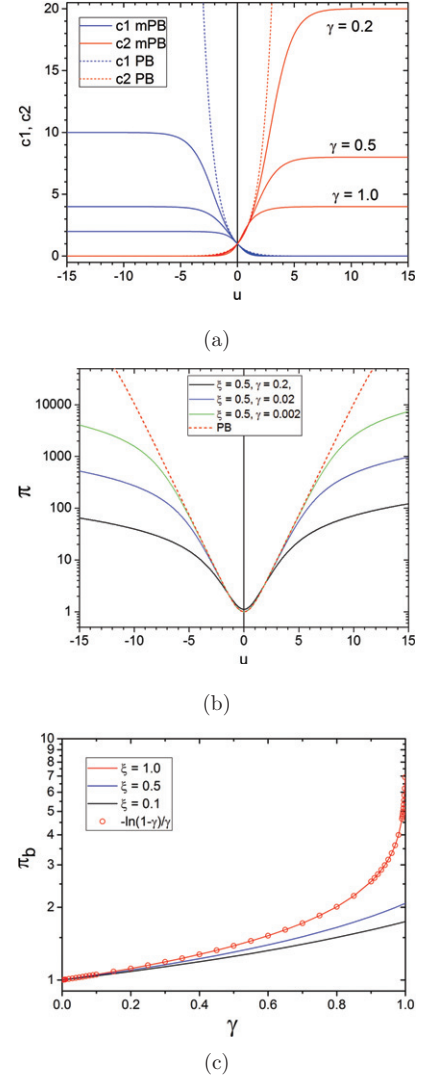 20
15
10
5
0
c1, c2
c1 mPB
c2 mPB
c1 PB
c2 PB
γ = 0.2
γ = 0.5
γ = 1.0
-15 -10 -5 0 5 10 15
u
(a)
10000
1000
100
10
1
π
ξ = 0.5, γ = 0.2,
ξ = 0.5, γ = 0.02
ξ = 0.5, γ = 0.002
PB
-15 -10 -5 0 5 10 15
u
(b)
10
9
8
7
6
5
4
3
2
1
π_b
ξ = 1.0
ξ = 0.5
ξ = 0.1
-ln(1-γ)/γ
0.0 0.2 0.4 0.6 0.8 1.0
γ
(c)